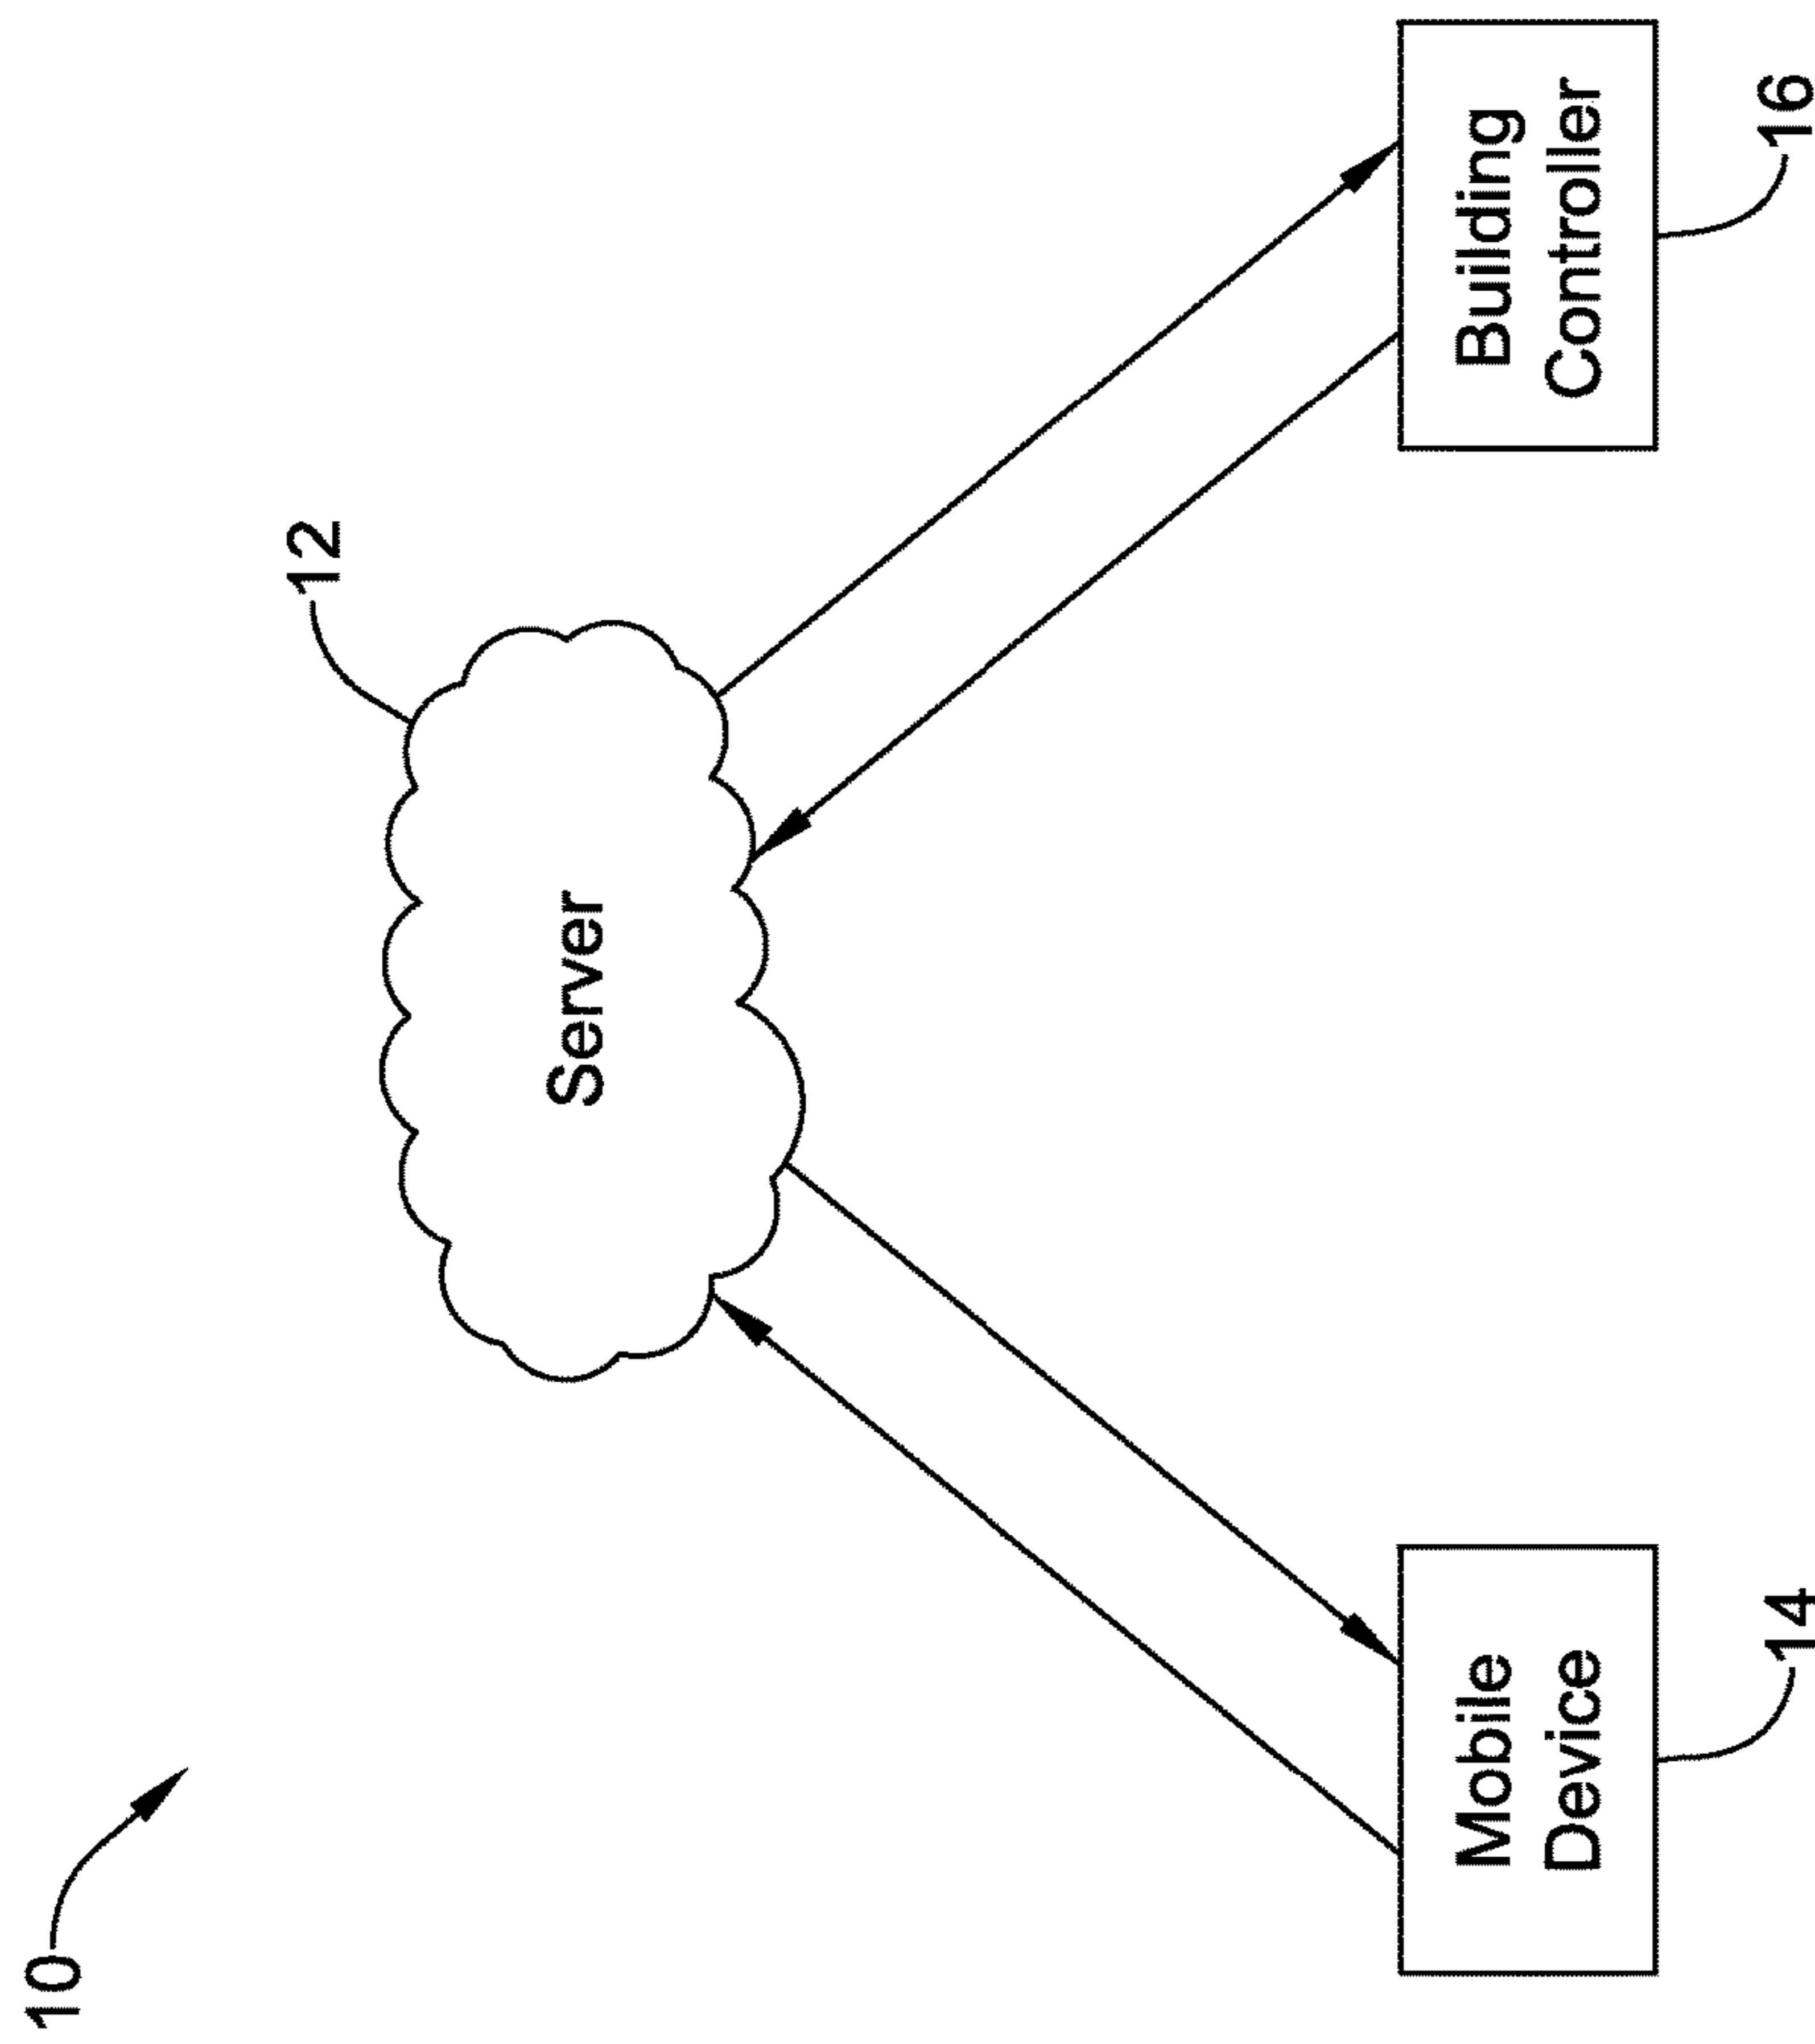 10
12
Server
Mobile
Device
14
Building
Controller
16